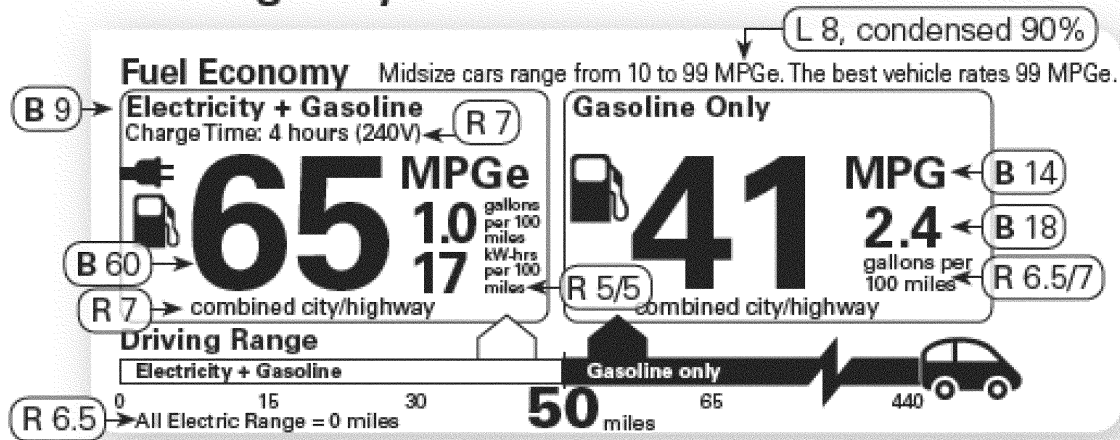 L 8, condensed 90%
Fuel Economy Midsize cars range from 10 to 99 MPGe. The best vehicle rates 99 MPGe.
B 9
Electricity + Gasoline
Charge Time: 4 hours (240V)
R 7
Gasoline Only
65
MPGe
1.0 gallons per 100 miles
17 kW-hrs per 100 miles
B 60
R 7
combined city/highway
R 5/5
41
MPG
B 14
2.4
B 18
gallons per
100 miles
R 6.5/7
combined city/highway
Driving Range
Electricity + Gasoline
Gasoline only
0 15 30 50 miles 65 440
R 6.5
All Electric Range = 0 miles